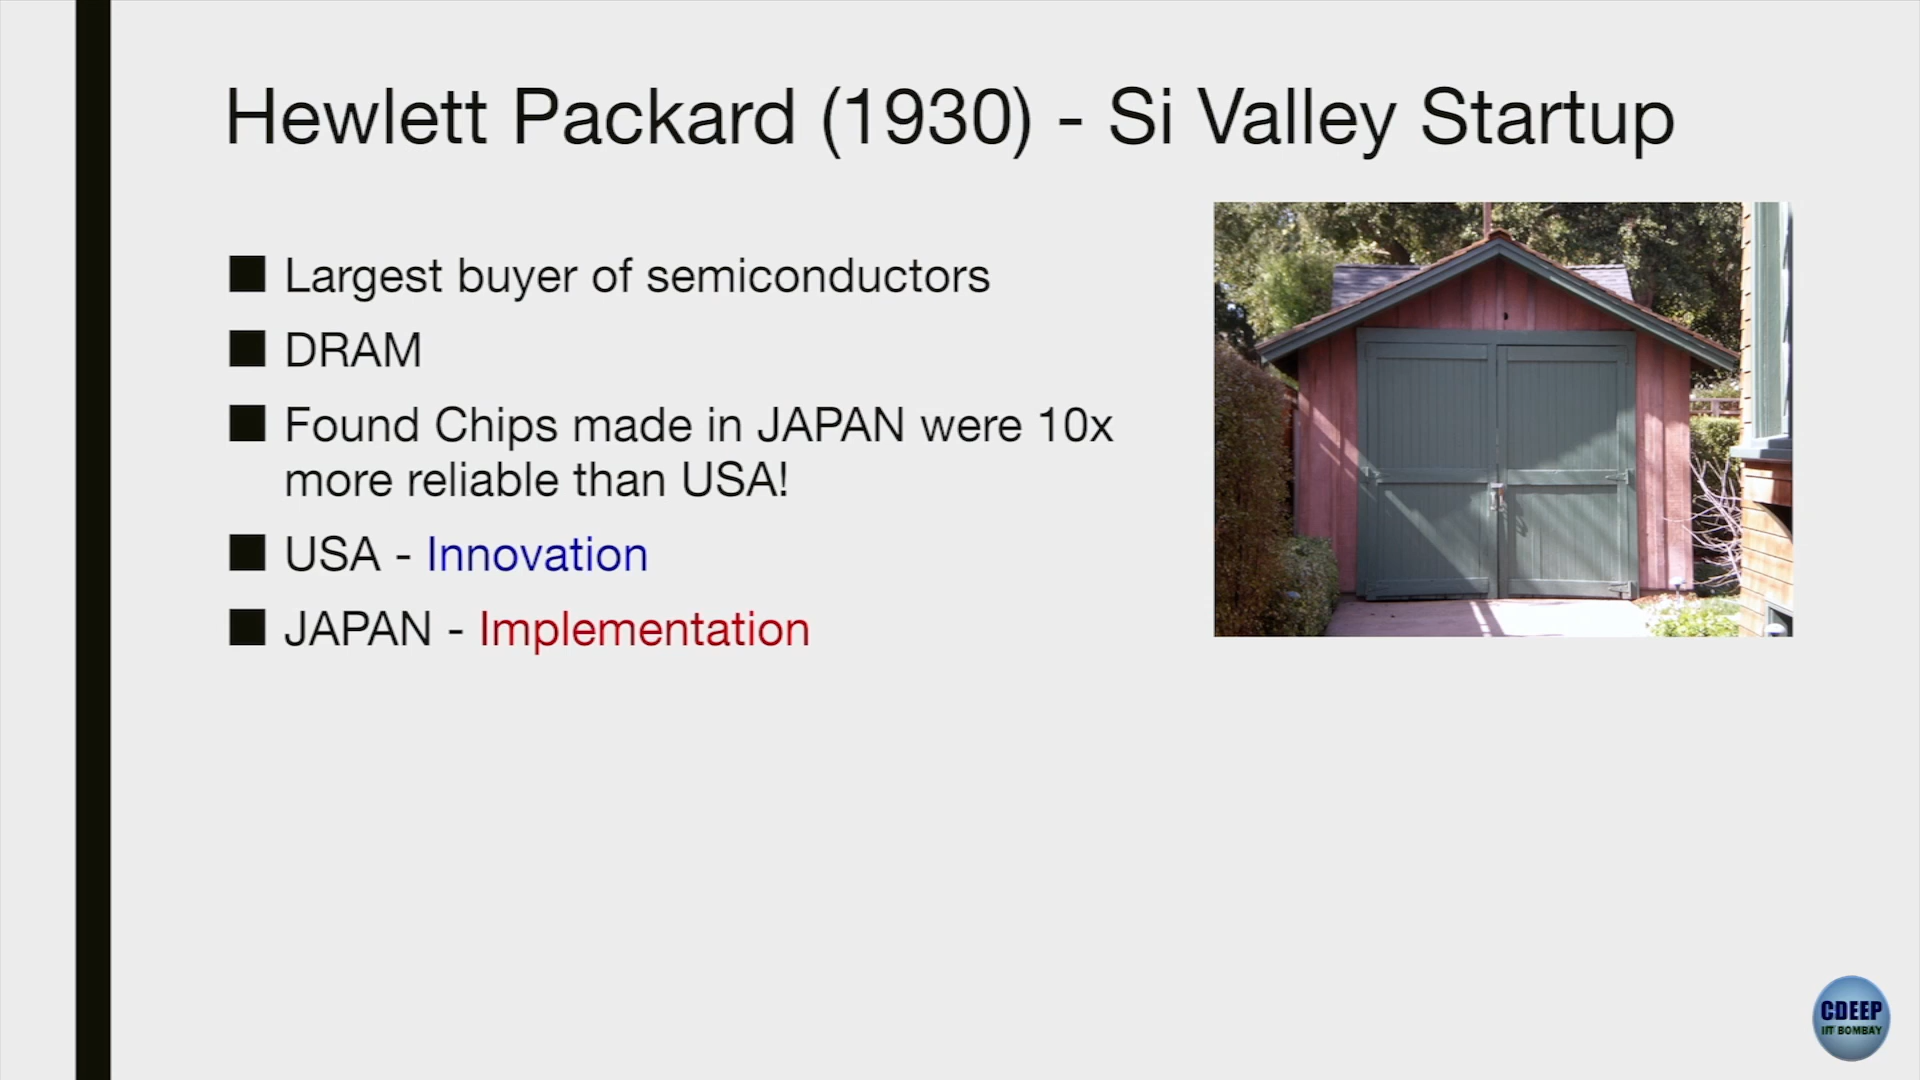 Hewlett Packard (1930) - Si Valley Startup
Largest buyer of semiconductors
DRAM
Found Chips made in JAPAN were 10x
more reliable than USA!
USA - Innovation
JAPAN - Implementation
CDEEP
IIT BOMBAY